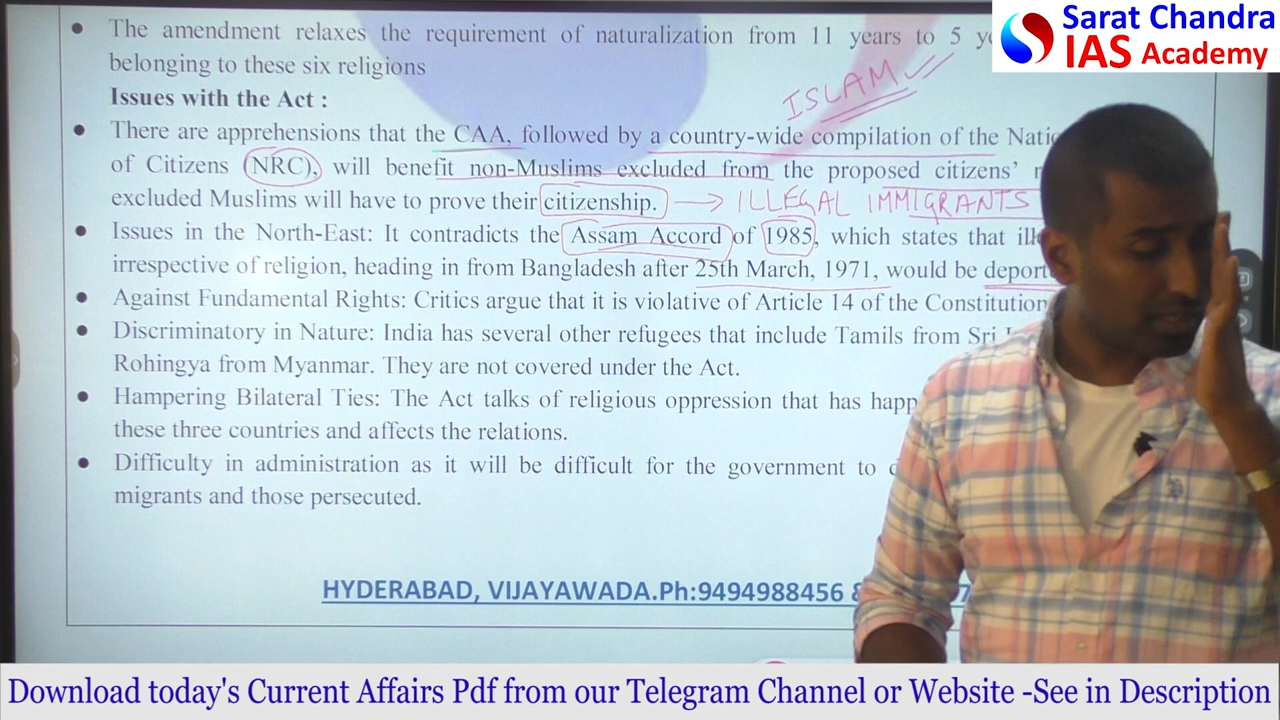 Sarat Chandra
IAS Academy
The amendment relaxes the requirement of naturalization from 11 years to 5
belonging to these six religions
ISLAM
Issues with the Act :
There are apprehensions that the CAA, followed by a country-wide compilation of the
of Citizens (NRC), will benefit non-Muslims excluded from the proposed citizens'
excluded Muslims will have to prove their citizenship. → ILLEGAL IMMIGRANTS
Issues in the North-East: It contradicts the Assam Accord of 1985, which states that
irrespective of religion, heading in from Bangladesh after 25th March, 1971, would be
Against Fundamental Rights: Critics argue that it is violative of Article 14 of the Constitution
Discriminatory in Nature: India has several other refugees that include Tamils from Sri
Rohingya from Myanmar. They are not covered under the Act.
Hampering Bilateral Ties: The Act talks of religious oppression that has
these three countries and affects the relations.
Difficulty in administration as it will be difficult for the government to
migrants and those persecuted.
HYDERABAD, VIJAYAWADA.Ph:9494988456
Download today's Current Affairs Pdf from our Telegram Channel or Website -See in Description